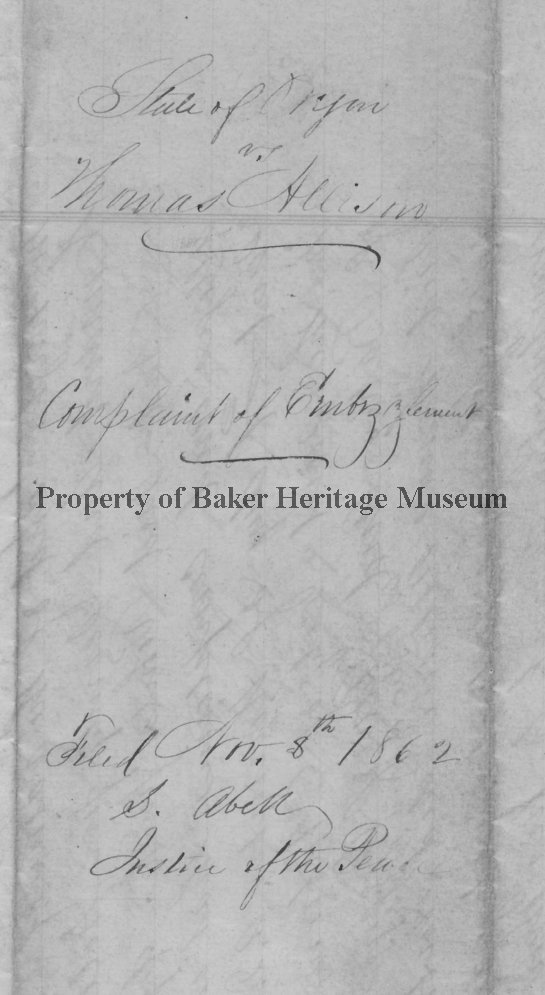 State of Oregon
vs
Thomas Allison
Complaint of Embezzlement
Property of Baker Heritage Museum
Filed Nov. 8th 1862
S. Abell
Justice of the Peace